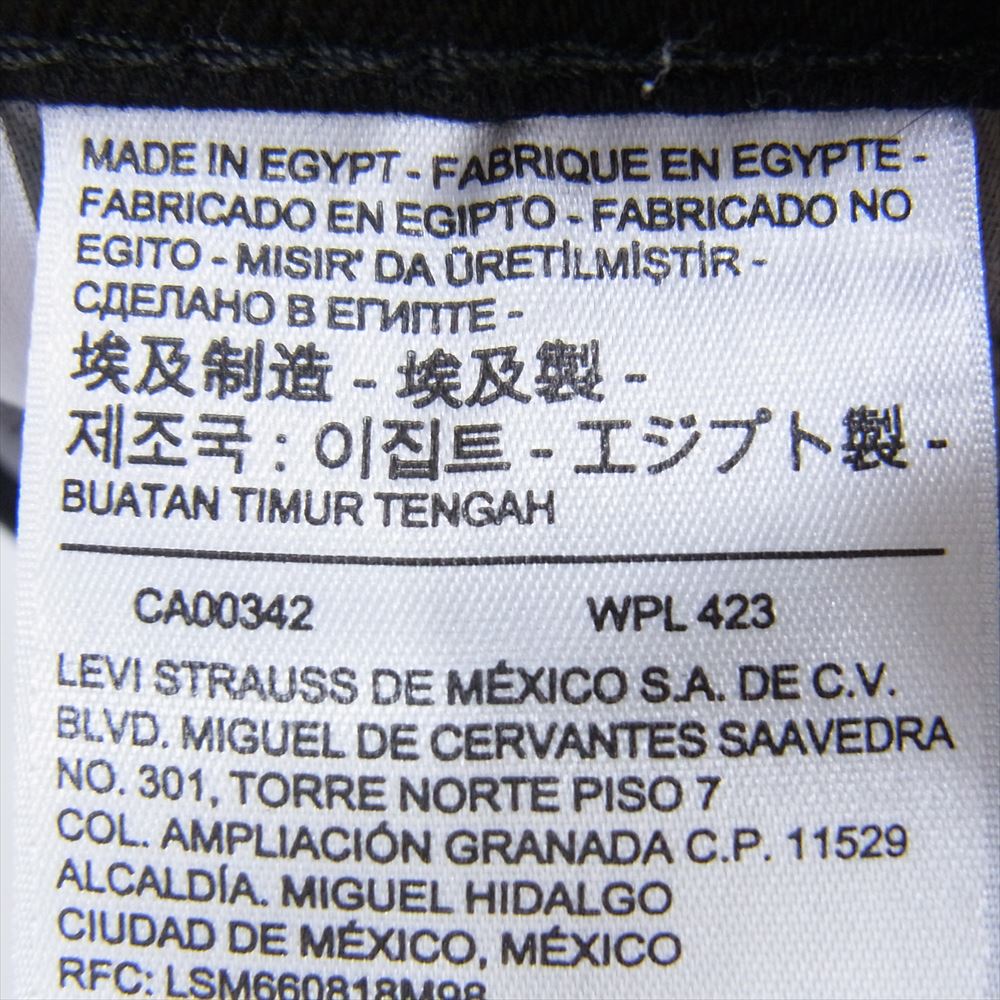 MADE IN EGYPT - FABRIQUE EN EGYPTE -
FABRICADO EN EGIPTO - FABRICADO NO
EGITO - MISIR' DA ÜRETİLMİŞTİR -
СДЕЛАНО В ЕГИПТЕ -
埃及制造 - 埃及製 -
제조국 : 이집트 - エジプト製 -
BUATAN TIMUR TENGAH
CA00342 WPL 423
LEVI STRAUSS DE MÉXICO S.A. DE C.V.
BLVD. MIGUEL DE CERVANTES SAAVEDRA
NO. 301, TORRE NORTE PISO 7
COL. AMPLIACIÓN GRANADA C.P. 11529
ALCALDÍA. MIGUEL HIDALGO
CIUDAD DE MÉXICO, MÉXICO
RFC: LSM660818M98